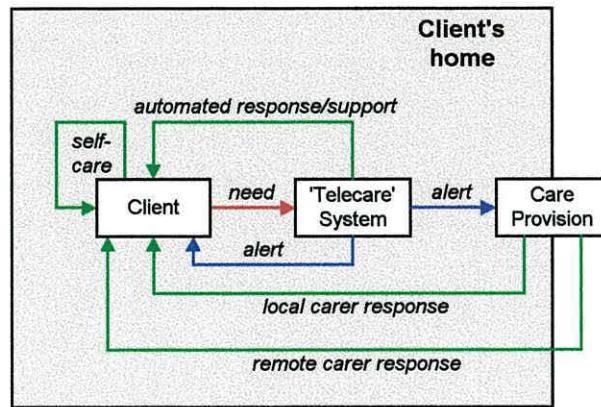 Client's
home
automated response/support
self-
care
Client
need
'Telecare'
System
alert
Care
Provision
alert
local carer response
remote carer response